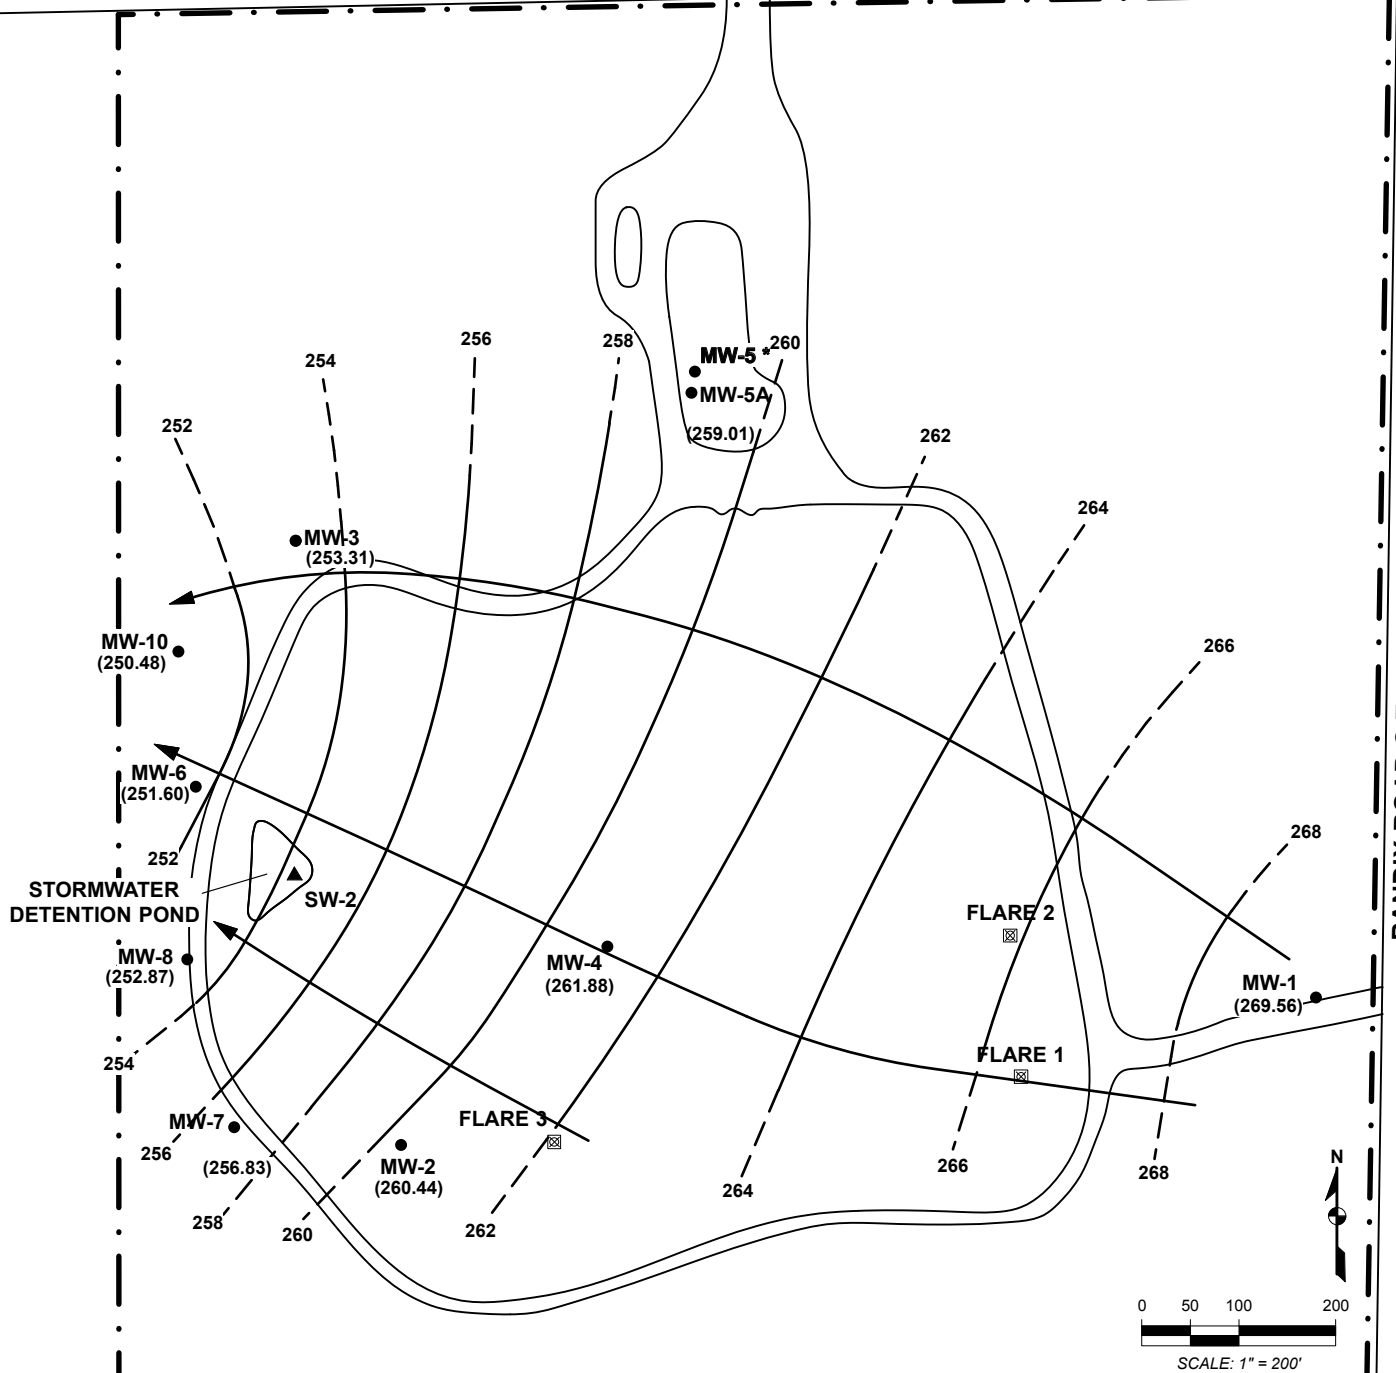 256
258
MW-5 *
260
254
MW-5A
252
(259.01)
262
264
MW-3
(253.31)
MW-10
(250.48)
266
MW-6
(251.60)
268
252
STORMWATER
DETENTION POND
SW-2
FLARE 2
MW-8
(252.87)
MW-4
(261.88)
MW-1
(269.56)
254
FLARE 1
MW-7
FLARE 3
256
(256.83)
MW-2
(260.44)
266
268
N
264
258
260
262
0 50 100 200
SCALE: 1" = 200'